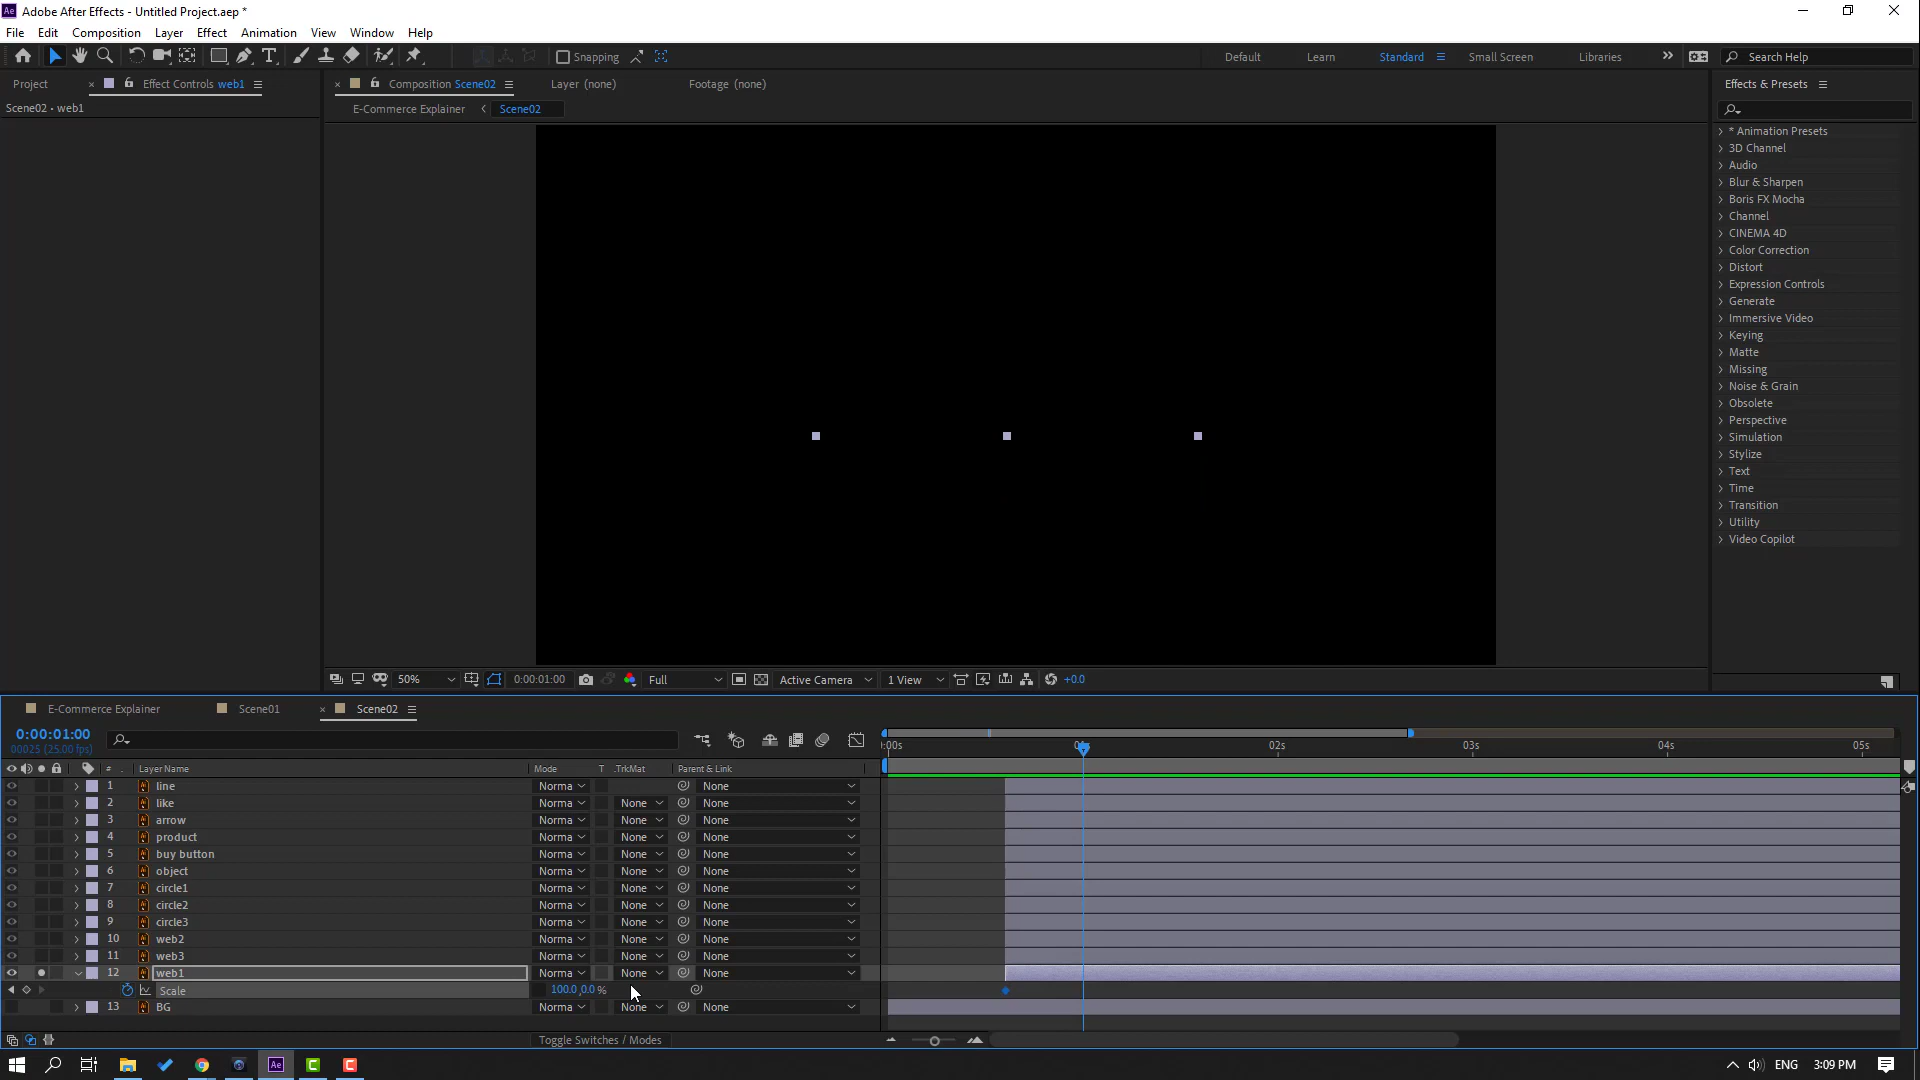 Adobe After Effects - Untitled Project.aep *
File Edit Composition Layer Effect Animation View Window Help
Snapping Default Learn Standard Small Screen Libraries Search Help
Project Effect Controls web1 Composition Scene02 Layer (none) Footage (none) Effects & Presets
Scene02 • web1 E-Commerce Explainer Scene02
* Animation Presets
3D Channel
Audio
Blur & Sharpen
Boris FX Mocha
Channel
CINEMA 4D
Color Correction
Distort
Expression Controls
Generate
Immersive Video
Keying
Matte
Missing
Noise & Grain
Obsolete
Perspective
Simulation
Stylize
Text
Time
Transition
Utility
Video Copilot
50% 0:00:01:00 Full Active Camera 1 View +0.0
E-Commerce Explainer Scene01 Scene02
0:00:01:00
00025 (25.00 fps)
:00s 02s 03s 04s 05s
# Layer Name Mode T .TrkMat Parent & Link
1 line Norma None
2 like Norma None None
3 arrow Norma None None
4 product Norma None None
5 buy button Norma None None
6 object Norma None None
7 circle1 Norma None None
8 circle2 Norma None None
9 circle3 Norma None None
10 web2 Norma None None
11 web3 Norma None None
12 web1 Norma None None
Scale 100.0,0.0 %
13 BG Norma None None
Toggle Switches / Modes
ENG 3:09 PM